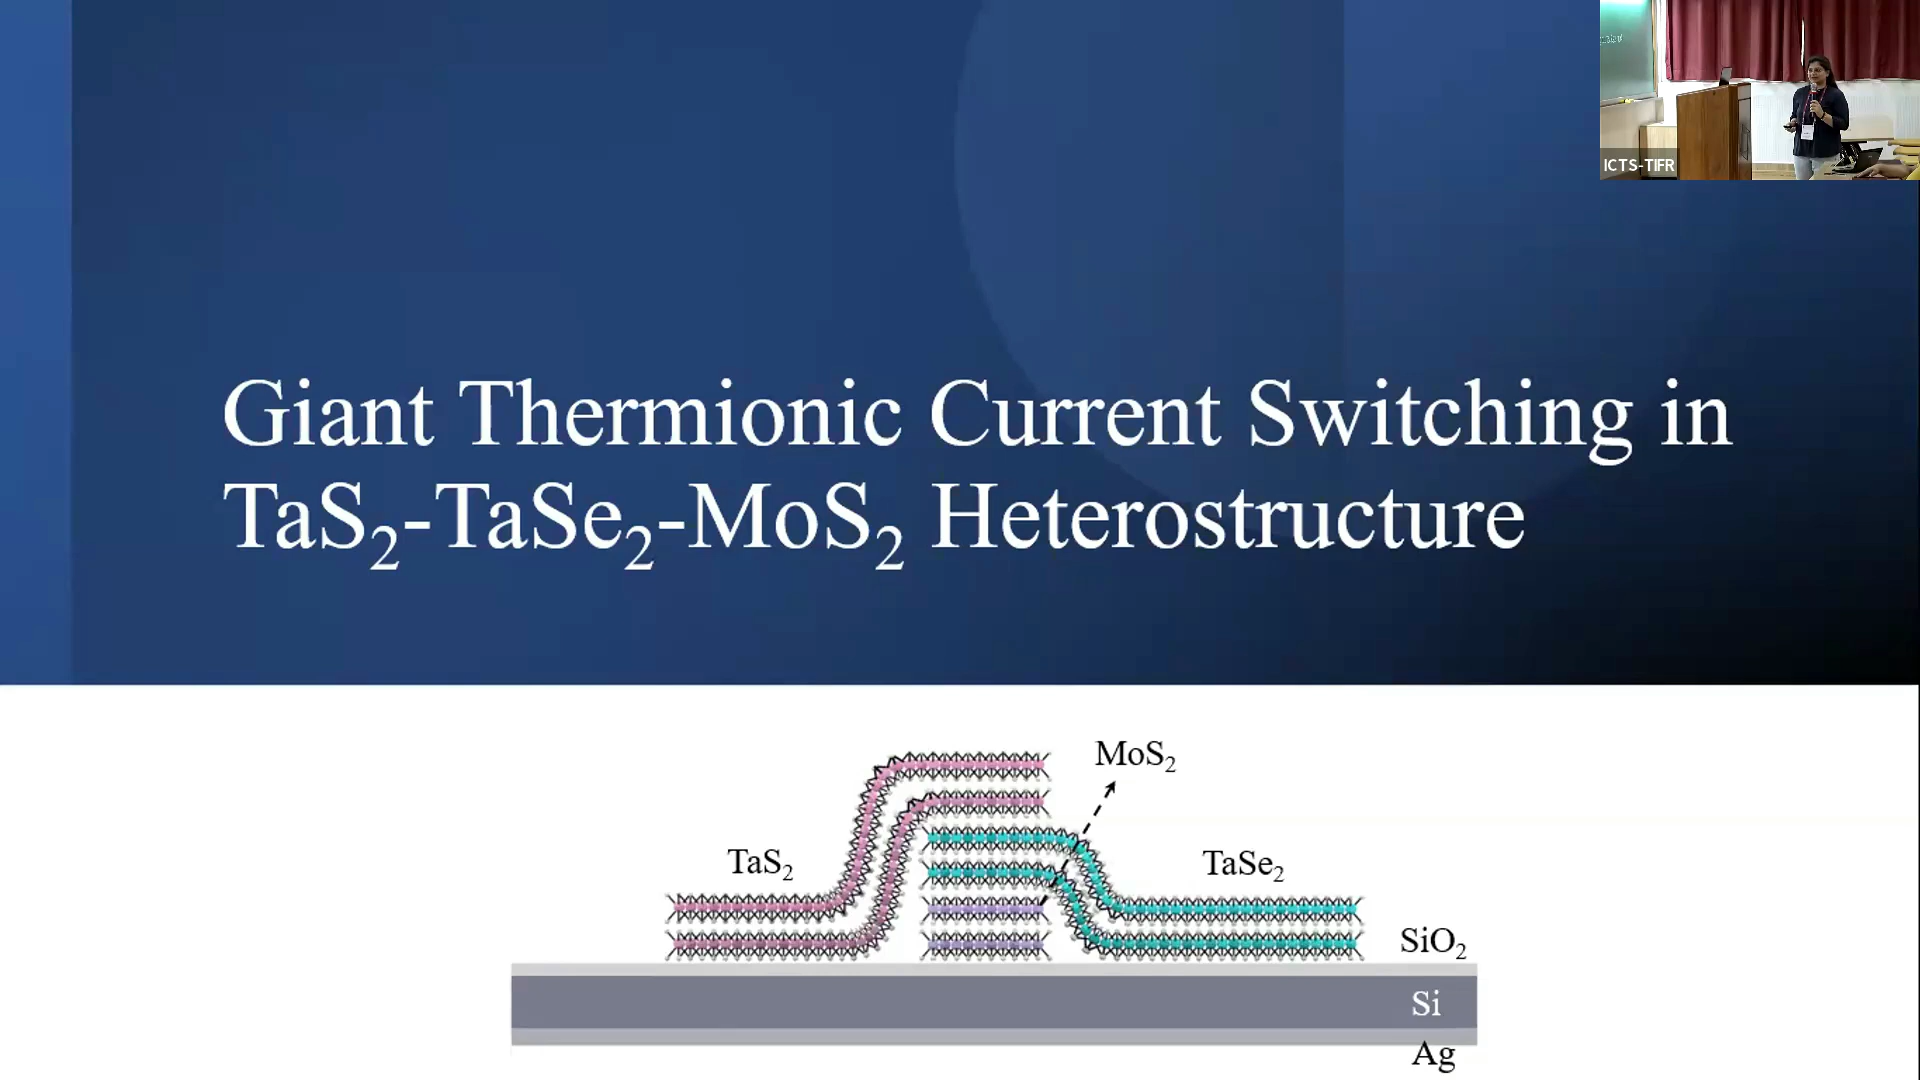 ICTS-TIFR
Giant Thermionic Current Switching in
TaS₂-TaSe₂-MoS₂ Heterostructure
MoS₂
TaS₂
TaSe₂
SiO₂
Si
Ag